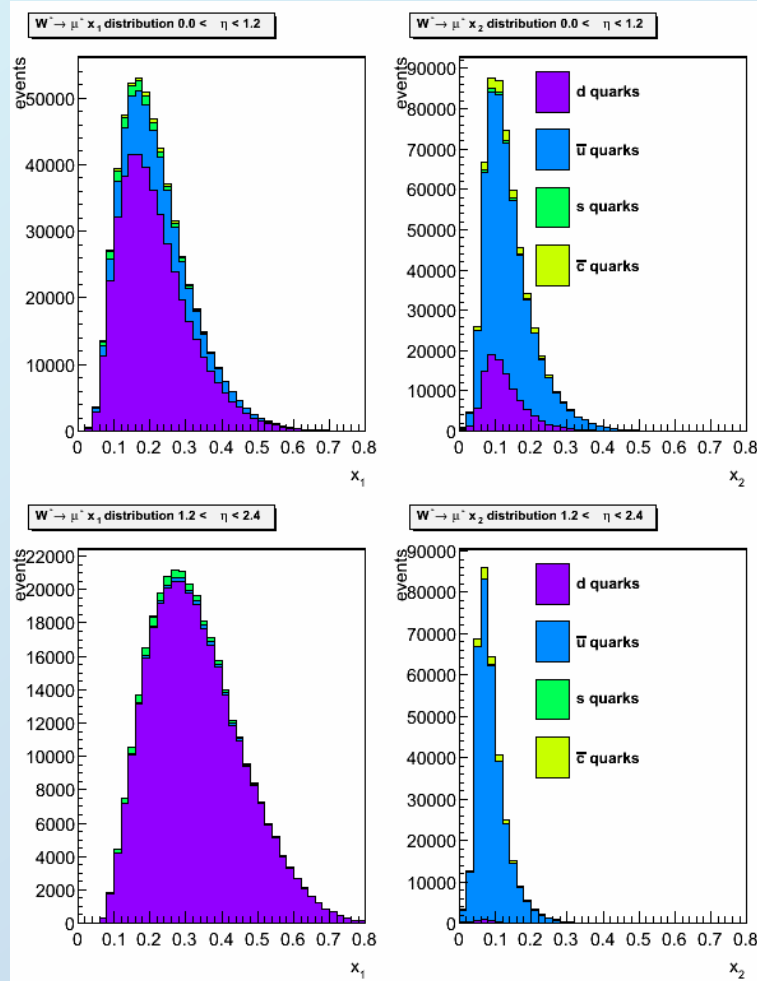 W⁻→ μ⁻ x₁ distribution 0.0 < η < 1.2
events
50000
40000
30000
20000
10000
0
0 0.1 0.2 0.3 0.4 0.5 0.6 0.7 0.8
x₁
W⁻→ μ⁻ x₂ distribution 0.0 < η < 1.2
events
90000
80000
70000
60000
50000
40000
30000
20000
10000
0
0 0.1 0.2 0.3 0.4 0.5 0.6 0.7 0.8
x₂
d quarks
u̅ quarks
s quarks
c̅ quarks
W⁻→ μ⁻ x₁ distribution 1.2 < η < 2.4
events
22000
20000
18000
16000
14000
12000
10000
8000
6000
4000
2000
0
0 0.1 0.2 0.3 0.4 0.5 0.6 0.7 0.8
x₁
W⁻→ μ⁻ x₂ distribution 1.2 < η < 2.4
events
90000
80000
70000
60000
50000
40000
30000
20000
10000
0
0 0.1 0.2 0.3 0.4 0.5 0.6 0.7 0.8
x₂
d quarks
u̅ quarks
s quarks
c̅ quarks